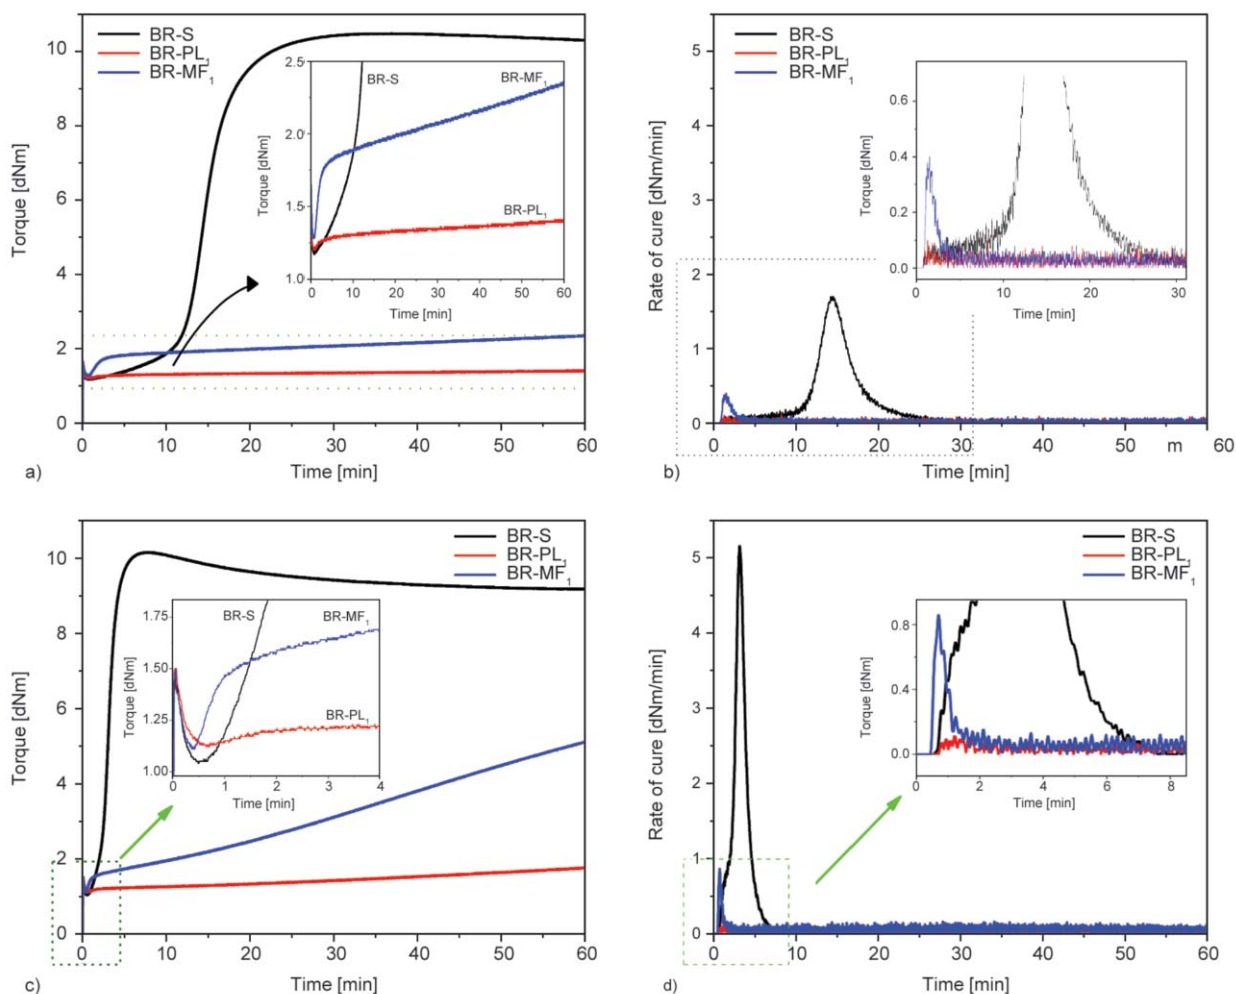 BR-S
BR-PL1
BR-MF1
Torque [dNm]
10
8
6
4
2
0
0 10 20 30 40 50 60
Time [min]
a)
2.5
2.0
1.5
1.0
Torque [dNm]
BR-S
BR-MF1
BR-PL1
0 10 20 30 40 50 60
Time [min]
BR-S
BR-PL1
BR-MF1
Rate of cure [dNm/min]
5
4
3
2
1
0
0 10 20 30 40 50 m 60
Time [min]
b)
0.6
0.4
0.2
0.0
Torque [dNm]
0 10 20 30
Time [min]
BR-S
BR-PL1
BR-MF1
Torque [dNm]
10
8
6
4
2
0
0 10 20 30 40 50 60
Time [min]
c)
1.75
1.50
1.25
1.00
Torque [dNm]
BR-S
BR-MF1
BR-PL1
0 1 2 3 4
Time [min]
BR-S
BR-PL1
BR-MF1
Rate of cure [dNm/min]
5
4
3
2
1
0
0 10 20 30 40 50 60
Time [min]
d)
0.8
0.4
0.0
Torque [dNm]
0 2 4 6 8
Time [min]